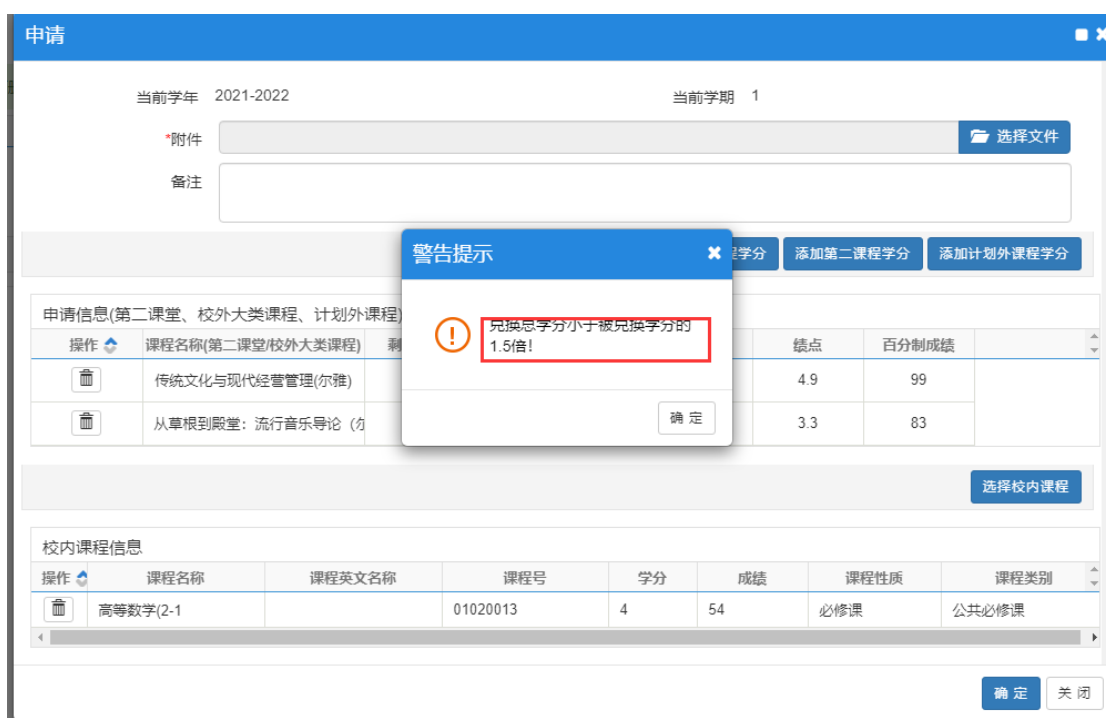 申请
当前学年 2021-2022 当前学期 1
*附件 选择文件
备注
程学分 添加第二课程学分 添加计划外课程学分
警告提示
兑换总学分小于被兑换学分的
1.5倍!
确定
申请信息(第二课堂、校外大类课程、计划外课程)
操作 课程名称(第二课堂/校外大类课程) 剩 绩点 百分制成绩
传统文化与现代经营管理(尔雅) 4.9 99
从草根到殿堂：流行音乐导论（尔 3.3 83
选择校内课程
校内课程信息
操作 课程名称 课程英文名称 课程号 学分 成绩 课程性质 课程类别
高等数学(2-1 01020013 4 54 必修课 公共必修课
确定 关闭